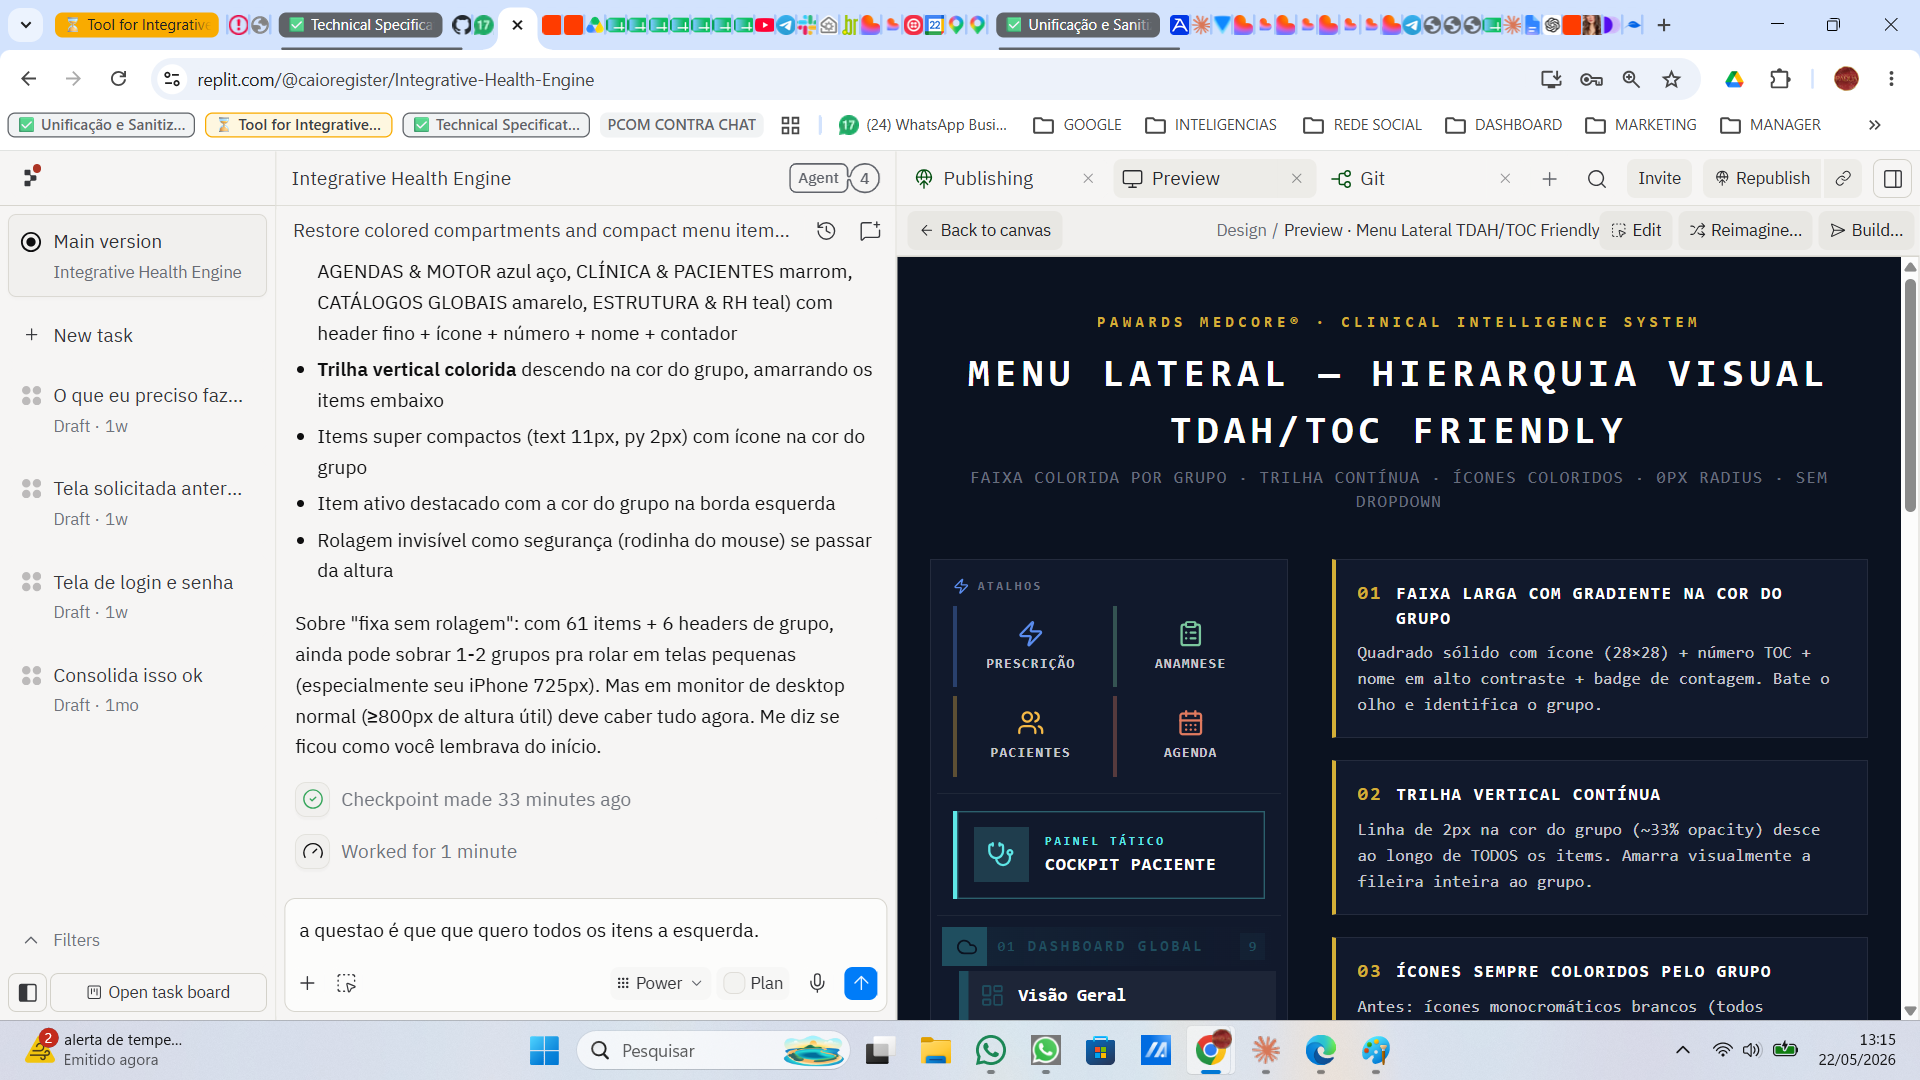 Tool for Integrative
Technical Specifica
17
22
Unificação e Saniti
replit.com/@caioregister/Integrative-Health-Engine
Unificação e Sanitiz...
Tool for Integrative...
Technical Specificat...
PCOM CONTRA CHAT
17
(24) WhatsApp Busi...
GOOGLE
INTELIGENCIAS
REDE SOCIAL
DASHBOARD
MARKETING
MANAGER
Integrative Health Engine
Agent
4
Publishing
Preview
Git
Invite
Republish
Main version
Integrative Health Engine
New task
O que eu preciso faz...
Draft · 1w
Tela solicitada anter...
Draft · 1w
Tela de login e senha
Draft · 1w
Consolida isso ok
Draft · 1mo
Filters
Open task board
Restore colored compartments and compact menu item...
AGENDAS & MOTOR azul aço, CLÍNICA & PACIENTES marrom,
CATÁLOGOS GLOBAIS amarelo, ESTRUTURA & RH teal) com
header fino + ícone + número + nome + contador
• Trilha vertical colorida descendo na cor do grupo, amarrando os
items embaixo
• Items super compactos (text 11px, py 2px) com ícone na cor do
grupo
• Item ativo destacado com a cor do grupo na borda esquerda
• Rolagem invisível como segurança (rodinha do mouse) se passar
da altura
Sobre "fixa sem rolagem": com 61 items + 6 headers de grupo,
ainda pode sobrar 1-2 grupos pra rolar em telas pequenas
(especialmente seu iPhone 725px). Mas em monitor de desktop
normal (≥800px de altura útil) deve caber tudo agora. Me diz se
ficou como você lembrava do início.
Checkpoint made 33 minutes ago
Worked for 1 minute
a questao é que que quero todos os itens a esquerda.
Power
Plan
Back to canvas
Design / Preview · Menu Lateral TDAH/TOC Friendly
Edit
Reimagine...
Build...
PAWARDS MEDCORE® · CLINICAL INTELLIGENCE SYSTEM
MENU LATERAL — HIERARQUIA VISUAL
TDAH/TOC FRIENDLY
FAIXA COLORIDA POR GRUPO · TRILHA CONTÍNUA · ÍCONES COLORIDOS · 0PX RADIUS · SEM
DROPDOWN
ATALHOS
PRESCRIÇÃO
ANAMNESE
PACIENTES
AGENDA
PAINEL TÁTICO
COCKPIT PACIENTE
01 DASHBOARD GLOBAL
9
Visão Geral
01 FAIXA LARGA COM GRADIENTE NA COR DO
GRUPO
Quadrado sólido com ícone (28×28) + número TOC +
nome em alto contraste + badge de contagem. Bate o
olho e identifica o grupo.
02 TRILHA VERTICAL CONTÍNUA
Linha de 2px na cor do grupo (~33% opacity) desce
ao longo de TODOS os items. Amarra visualmente a
fileira inteira ao grupo.
03 ÍCONES SEMPRE COLORIDOS PELO GRUPO
Antes: ícones monocromáticos brancos (todos
2
alerta de tempe...
Emitido agora
Pesquisar
13:15
22/05/2026